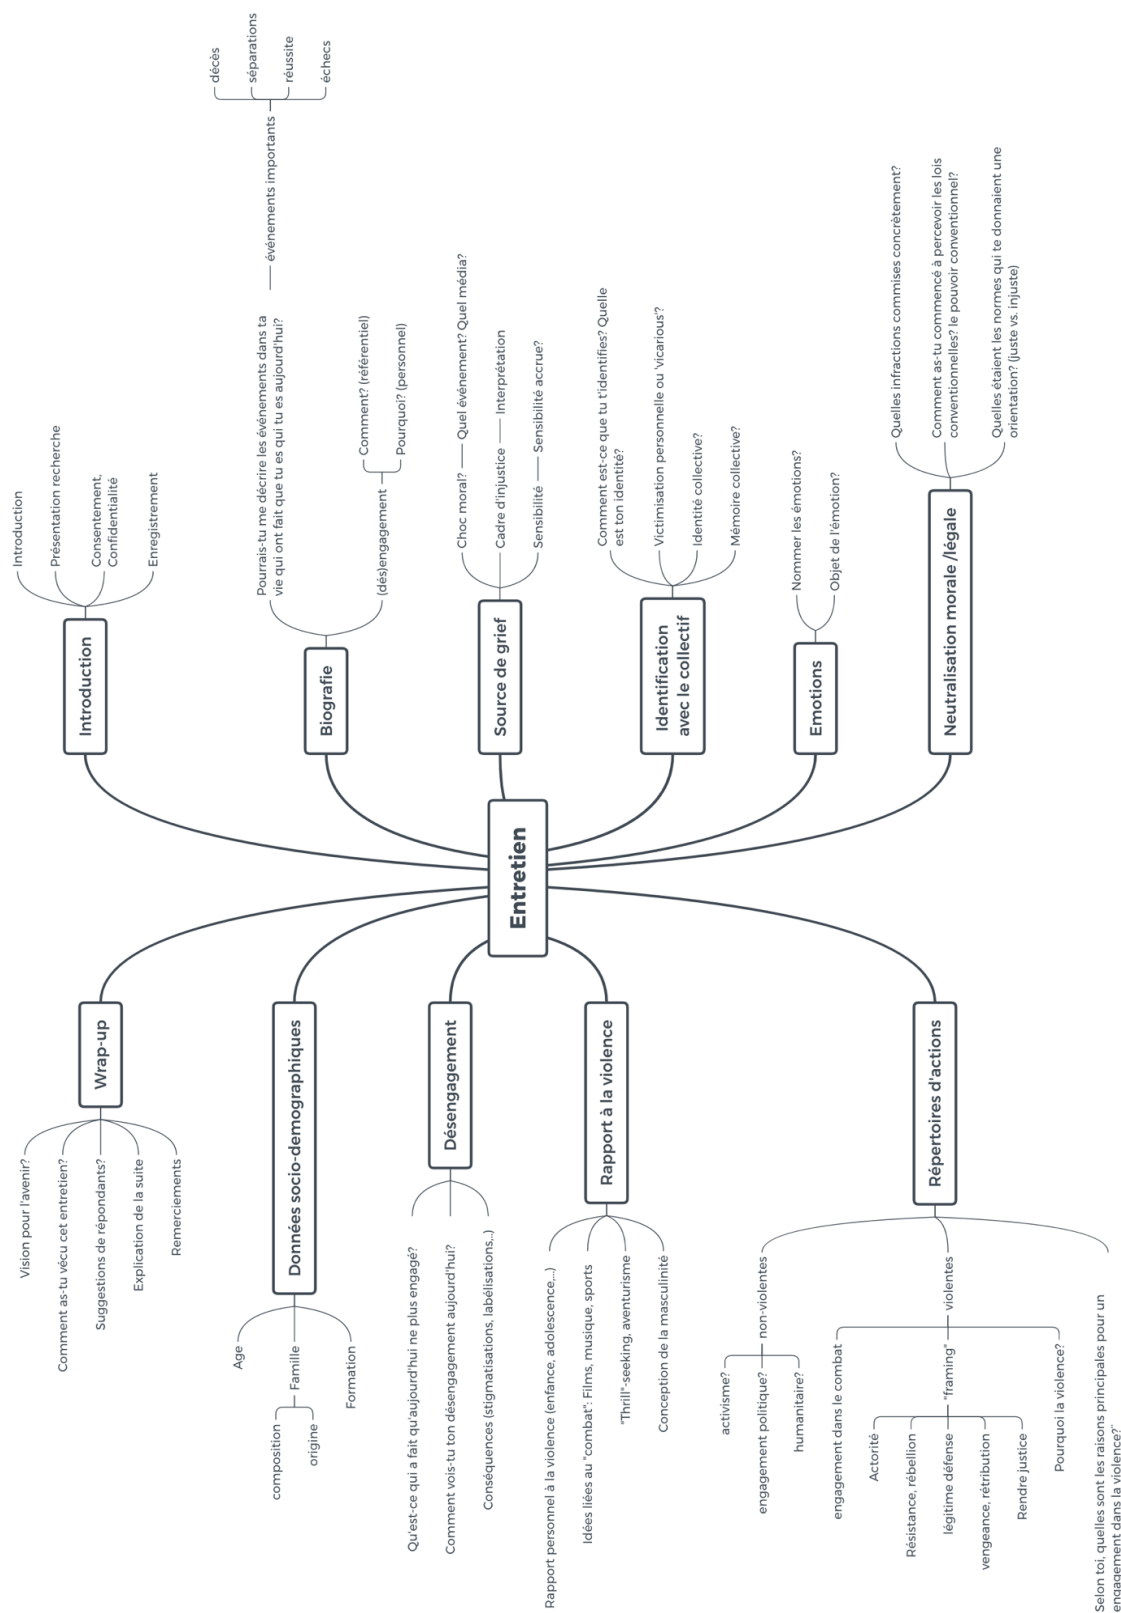 Entretien
Introduction
Introduction
Présentation recherche
Consentement,
Confidentialité
Enregistrement
Biografie
Pourrais-tu me décrire les événements dans ta
vie qui ont fait que tu es qui tu es aujourd'hui?
événements importants
décès
séparations
réussite
échecs
(dés)engagement
Comment? (référentiel)
Pourquoi? (personnel)
Source de grief
Choc moral?
Quel événement? Quel média?
Cadre d'injustice
Interprétation
Sensibilité
Sensibilité accrue?
Identification
avec le collectif
Comment est-ce que tu t'identifies? Quelle
est ton identité?
Victimisation personnelle ou 'vicarious'?
Identité collective?
Mémoire collective?
Emotions
Nommer les émotions?
Objet de l'émotion?
Neutralisation morale /légale
Quelles infractions commises concrètement?
Comment as-tu commencé à percevoir les lois
conventionnelles? le pouvoir conventionnel?
Quelles étaient les normes qui te donnaient une
orientation? (juste vs. injuste)
Wrap-up
Vision pour l'avenir?
Comment as-tu vécu cet entretien?
Suggestions de répondants?
Explication de la suite
Remerciements
Données socio-demographiques
Age
Famille
composition
origine
Formation
Désengagement
Qu'est-ce qui a fait qu'aujourd'hui ne plus engagé?
Comment vois-tu ton désengagement aujourd'hui?
Conséquences (stigmatisations, labélisations,..)
Rapport à la violence
Rapport personnel à la violence (enfance, adolescence,...)
Idées liées au "combat": Films, musique, sports
"Thrill"-seeking, aventurisme
Conception de la masculinité
Répertoires d'actions
non-violentes
activisme?
engagement politique?
humanitaire?
violentes
engagement dans le combat
"framing"
Actorité
Résistance, rébellion
légitime défense
vengeance, rétribution
Rendre justice
Pourquoi la violence?
Selon toi, quelles sont les raisons principales pour un
engagement dans la violence?"